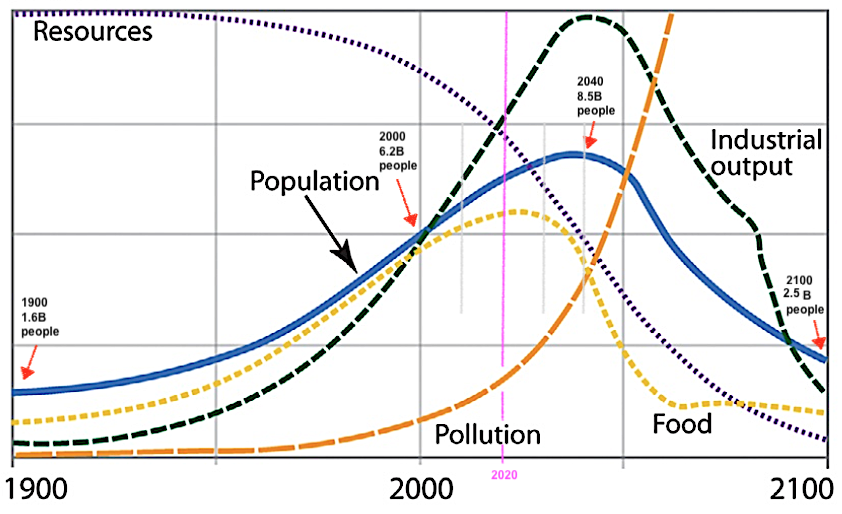 Resources
2040
8.5B
people
2000
6.2B
people
Industrial
output
Population
1900
1.6B
people
2100
2.5 B
people
Pollution
Food
1900
2000
2020
2100